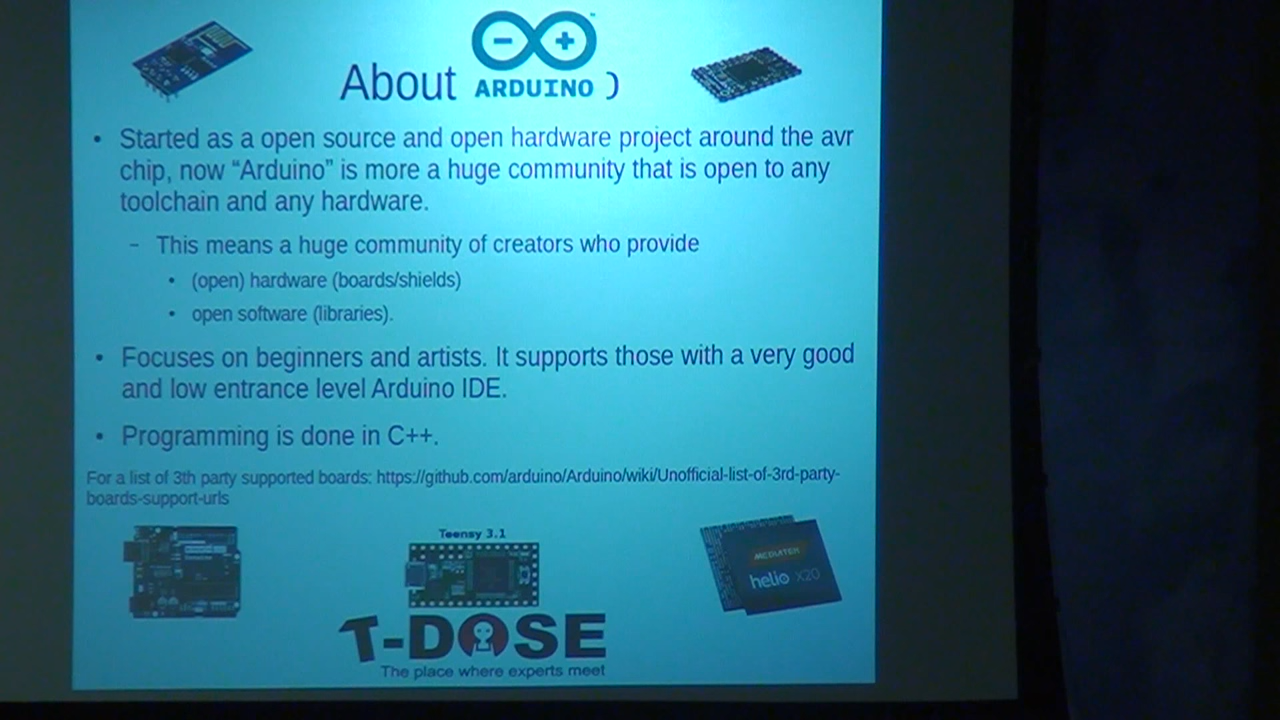 About ARDUINO )
• Started as a open source and open hardware project around the avr
chip, now “Arduino” is more a huge community that is open to any
toolchain and any hardware.
– This means a huge community of creators who provide
• (open) hardware (boards/shields)
• open software (libraries).
• Focuses on beginners and artists. It supports those with a very good
and low entrance level Arduino IDE.
• Programming is done in C++.
For a list of 3th party supported boards: https://github.com/arduino/Arduino/wiki/Unofficial-list-of-3rd-party-
boards-support-urls
Teensy 3.1
MEDIATEK
helio x20
T-DOSE
The place where experts meet